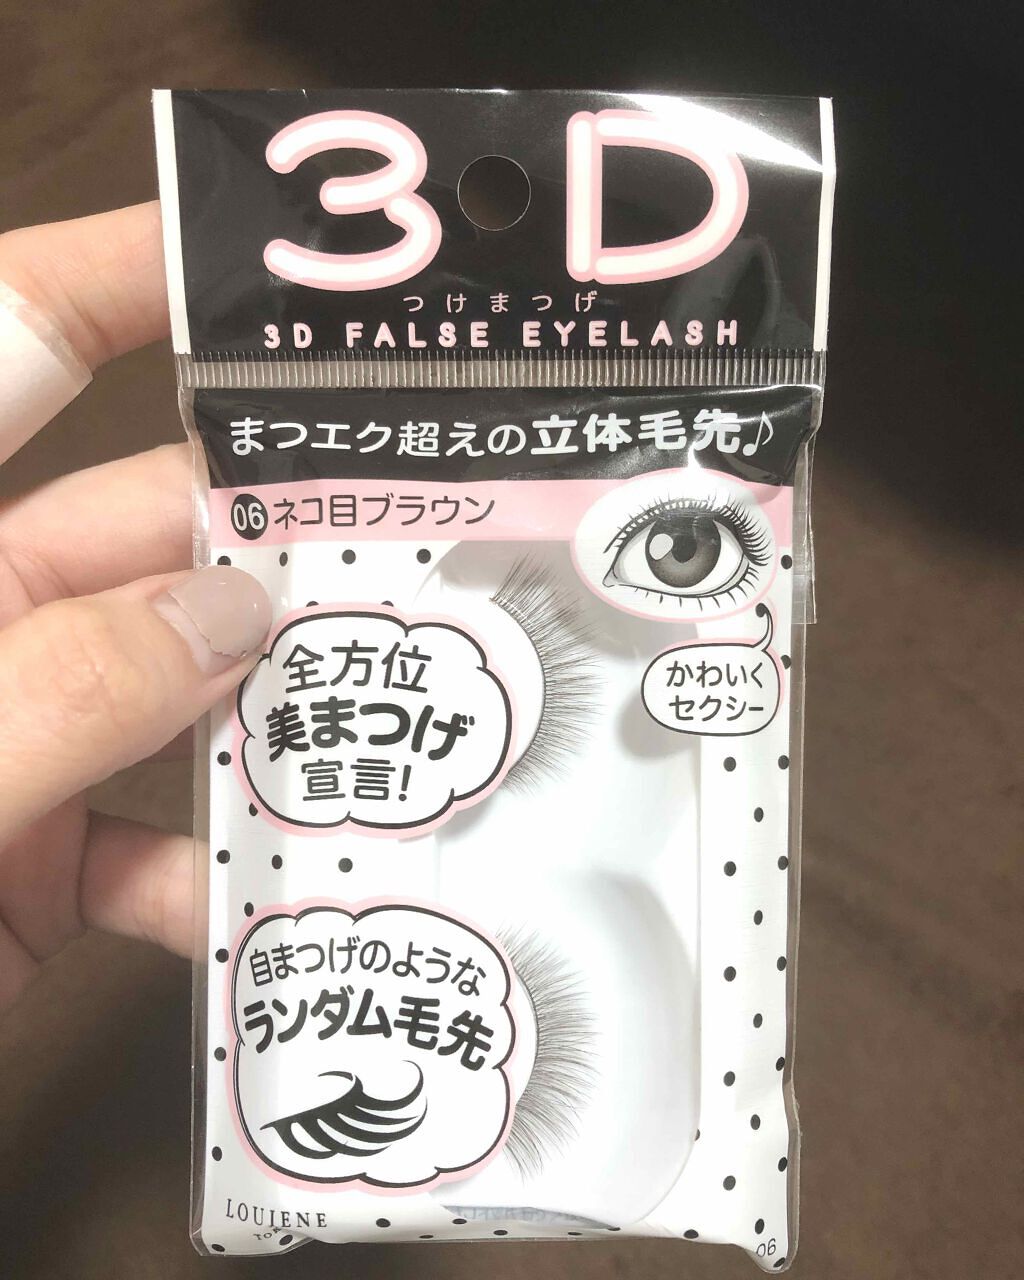 3D
つけまつげ
3D FALSE EYELASH
まつエク超えの立体毛先♪
06 ネコ目ブラウン
かわいく
セクシー
全方位
美まつげ
宣言!
自まつげのような
ランダム毛先
LOUJENE
06